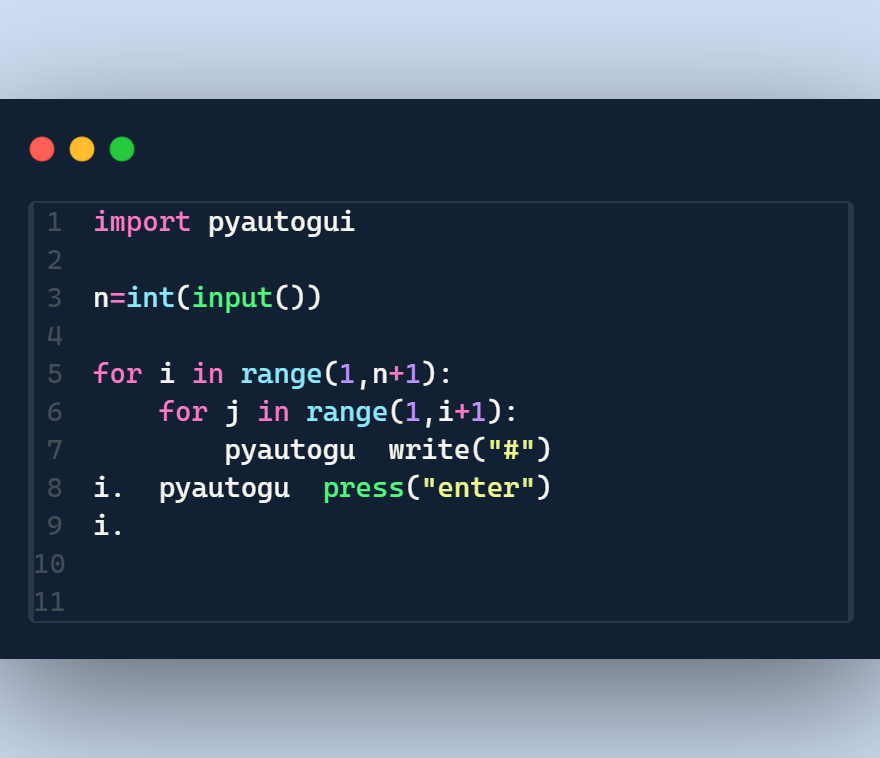 1 import pyautogui
2
3 n=int(input())
4
5 for i in range(1,n+1):
6     for j in range(1,i+1):
7         pyautogu  write("#")
8 i.  pyautogu  press("enter")
9 i.
10
11